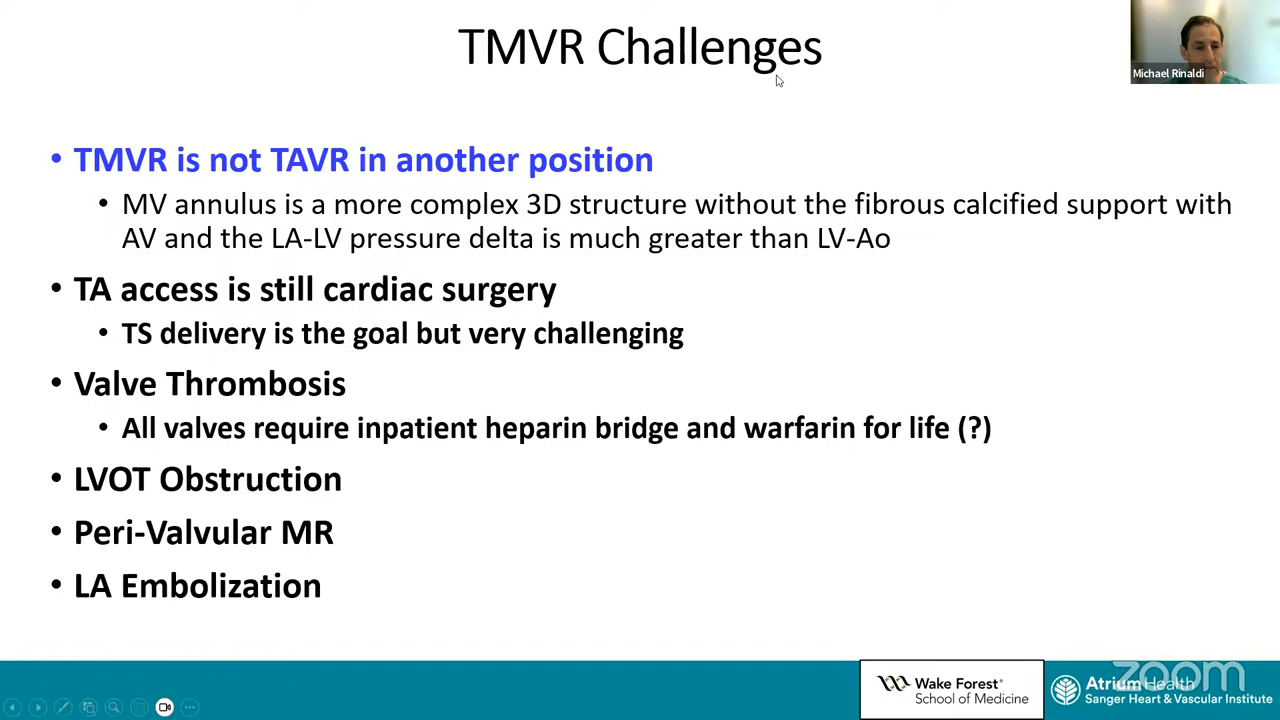 TMVR Challenges
Michael Rinaldi
• TMVR is not TAVR in another position
• MV annulus is a more complex 3D structure without the fibrous calcified support with
AV and the LA-LV pressure delta is much greater than LV-Ao
• TA access is still cardiac surgery
• TS delivery is the goal but very challenging
• Valve Thrombosis
• All valves require inpatient heparin bridge and warfarin for life (?)
• LVOT Obstruction
• Peri-Valvular MR
• LA Embolization
Wake Forest®
School of Medicine
Atrium Health
Sanger Heart & Vascular Institute
zoom